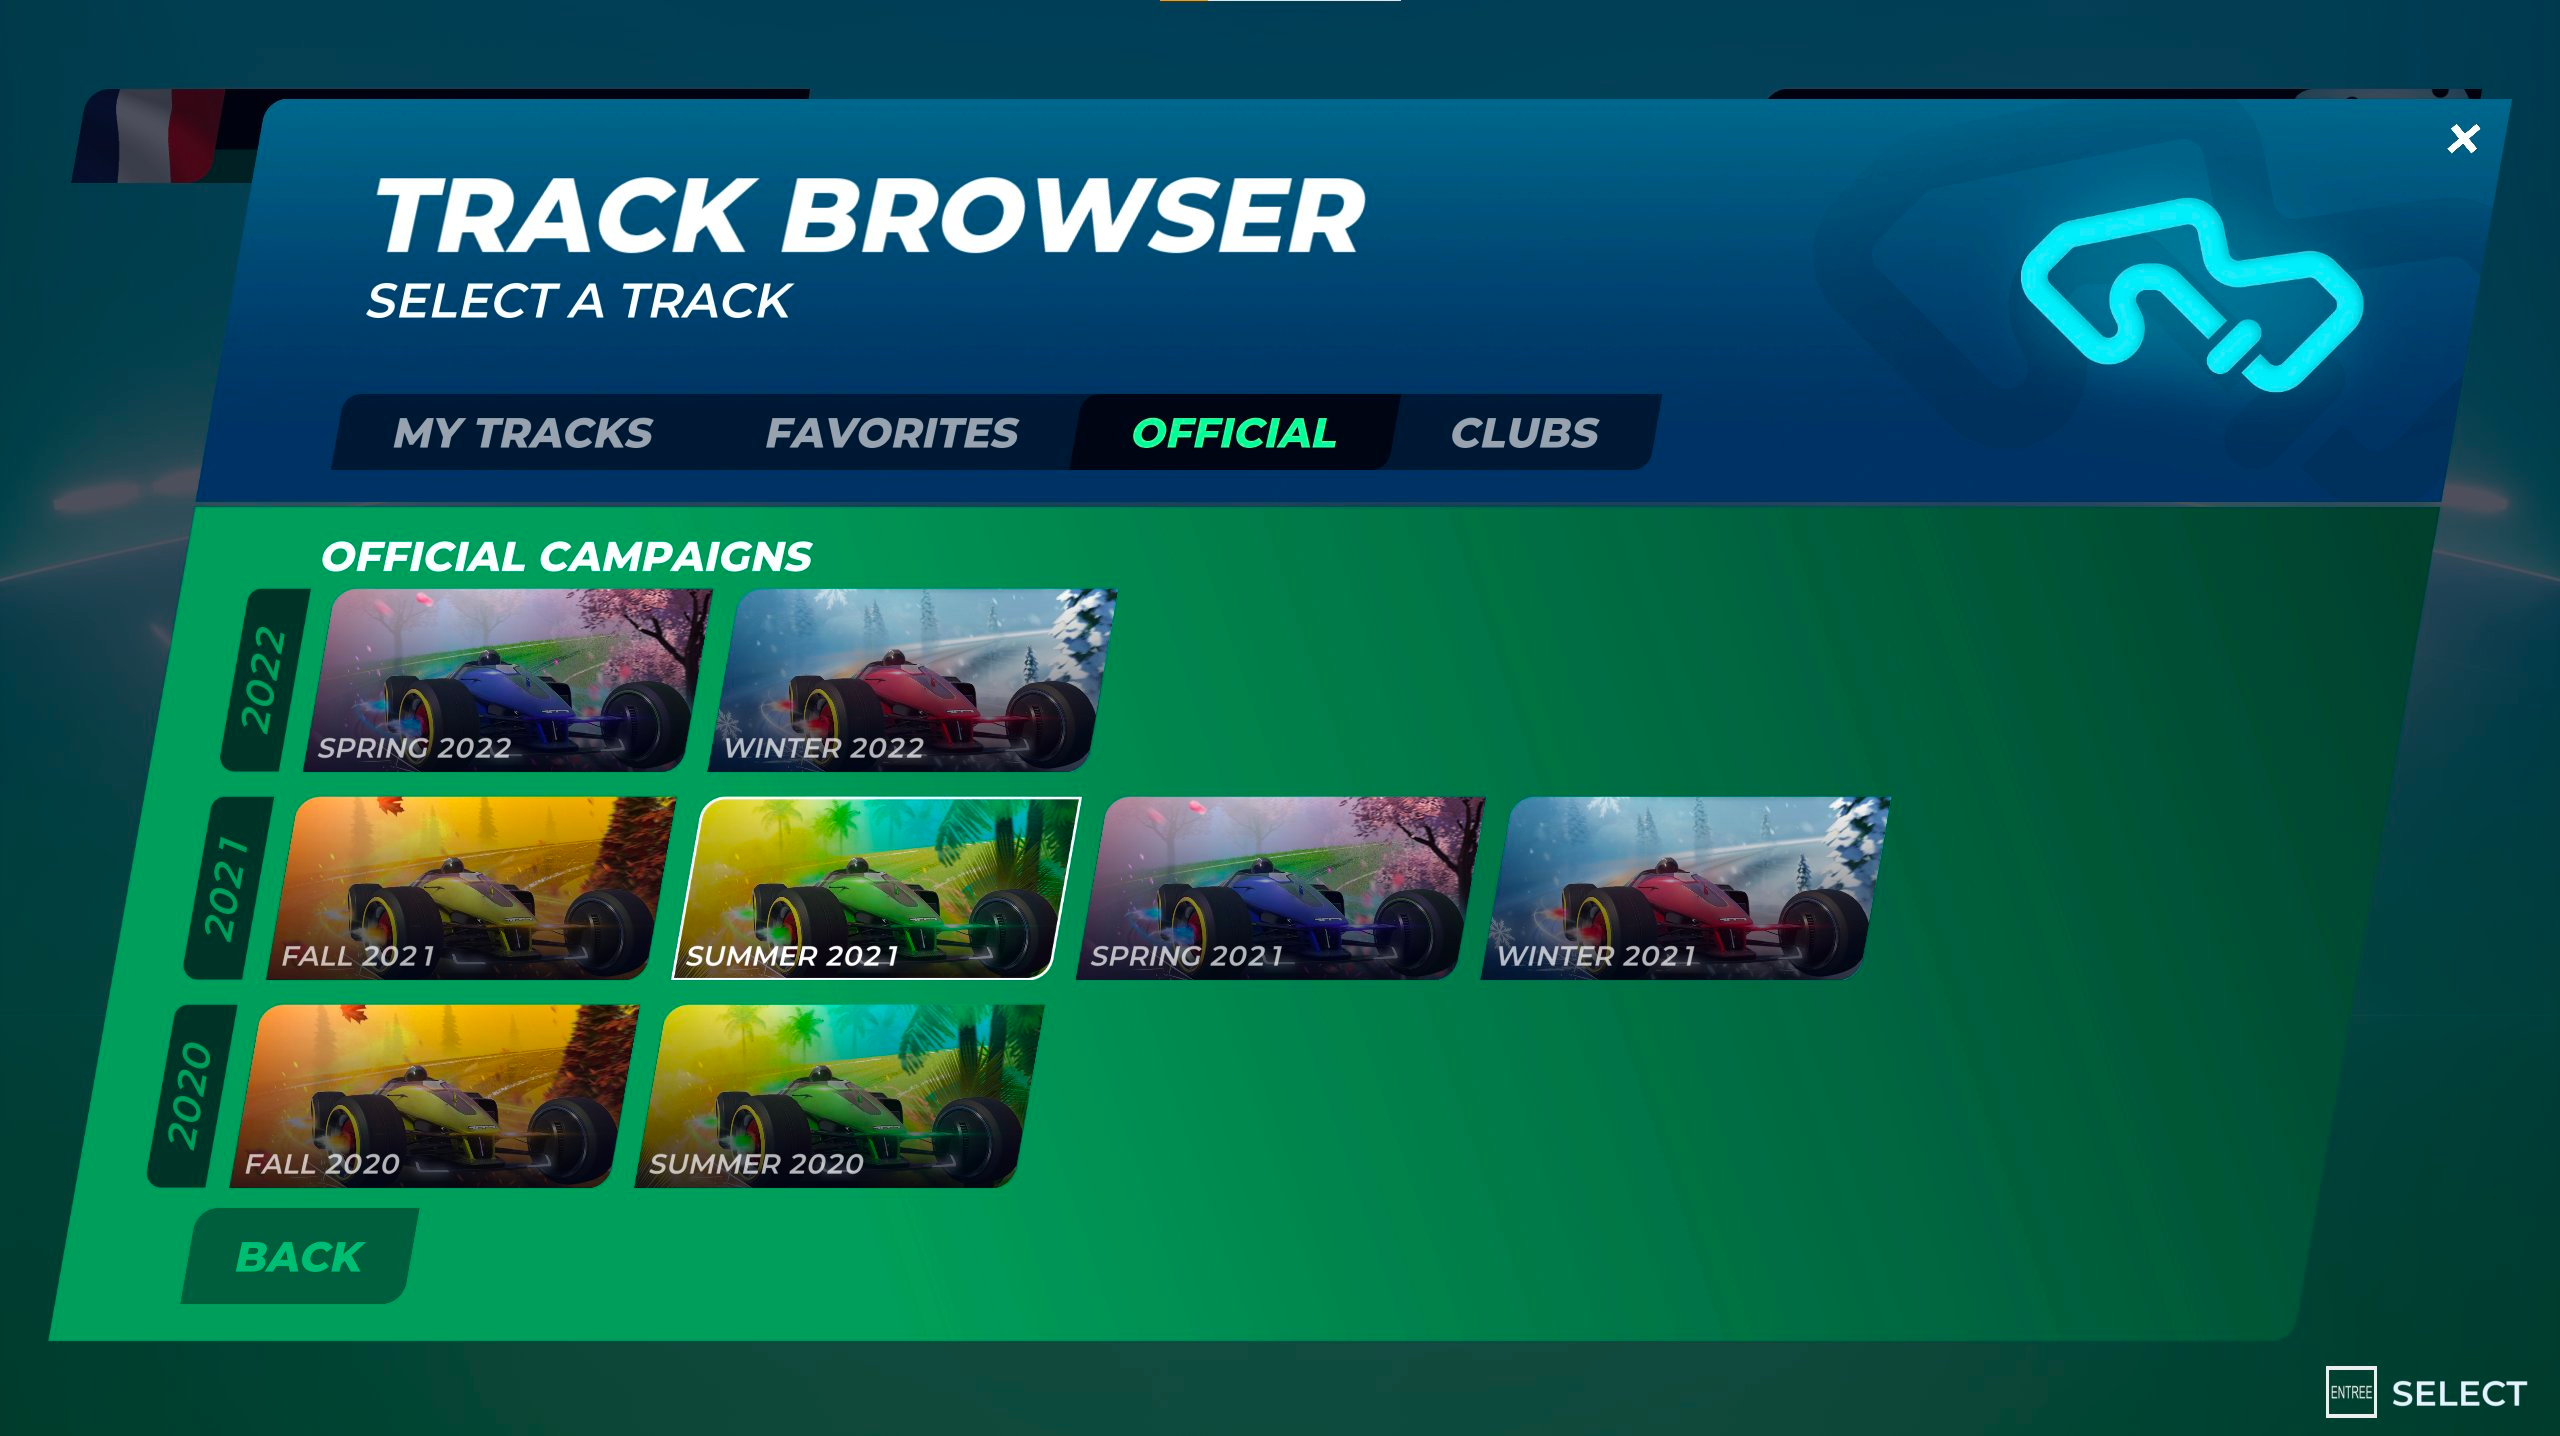 TRACK BROWSER
SELECT A TRACK
MY TRACKS FAVORITES OFFICIAL CLUBS
OFFICIAL CAMPAIGNS
2022
SPRING 2022
WINTER 2022
2021
FALL 2021
SUMMER 2021
SPRING 2021
WINTER 2021
2020
FALL 2020
SUMMER 2020
BACK
ENTREE SELECT